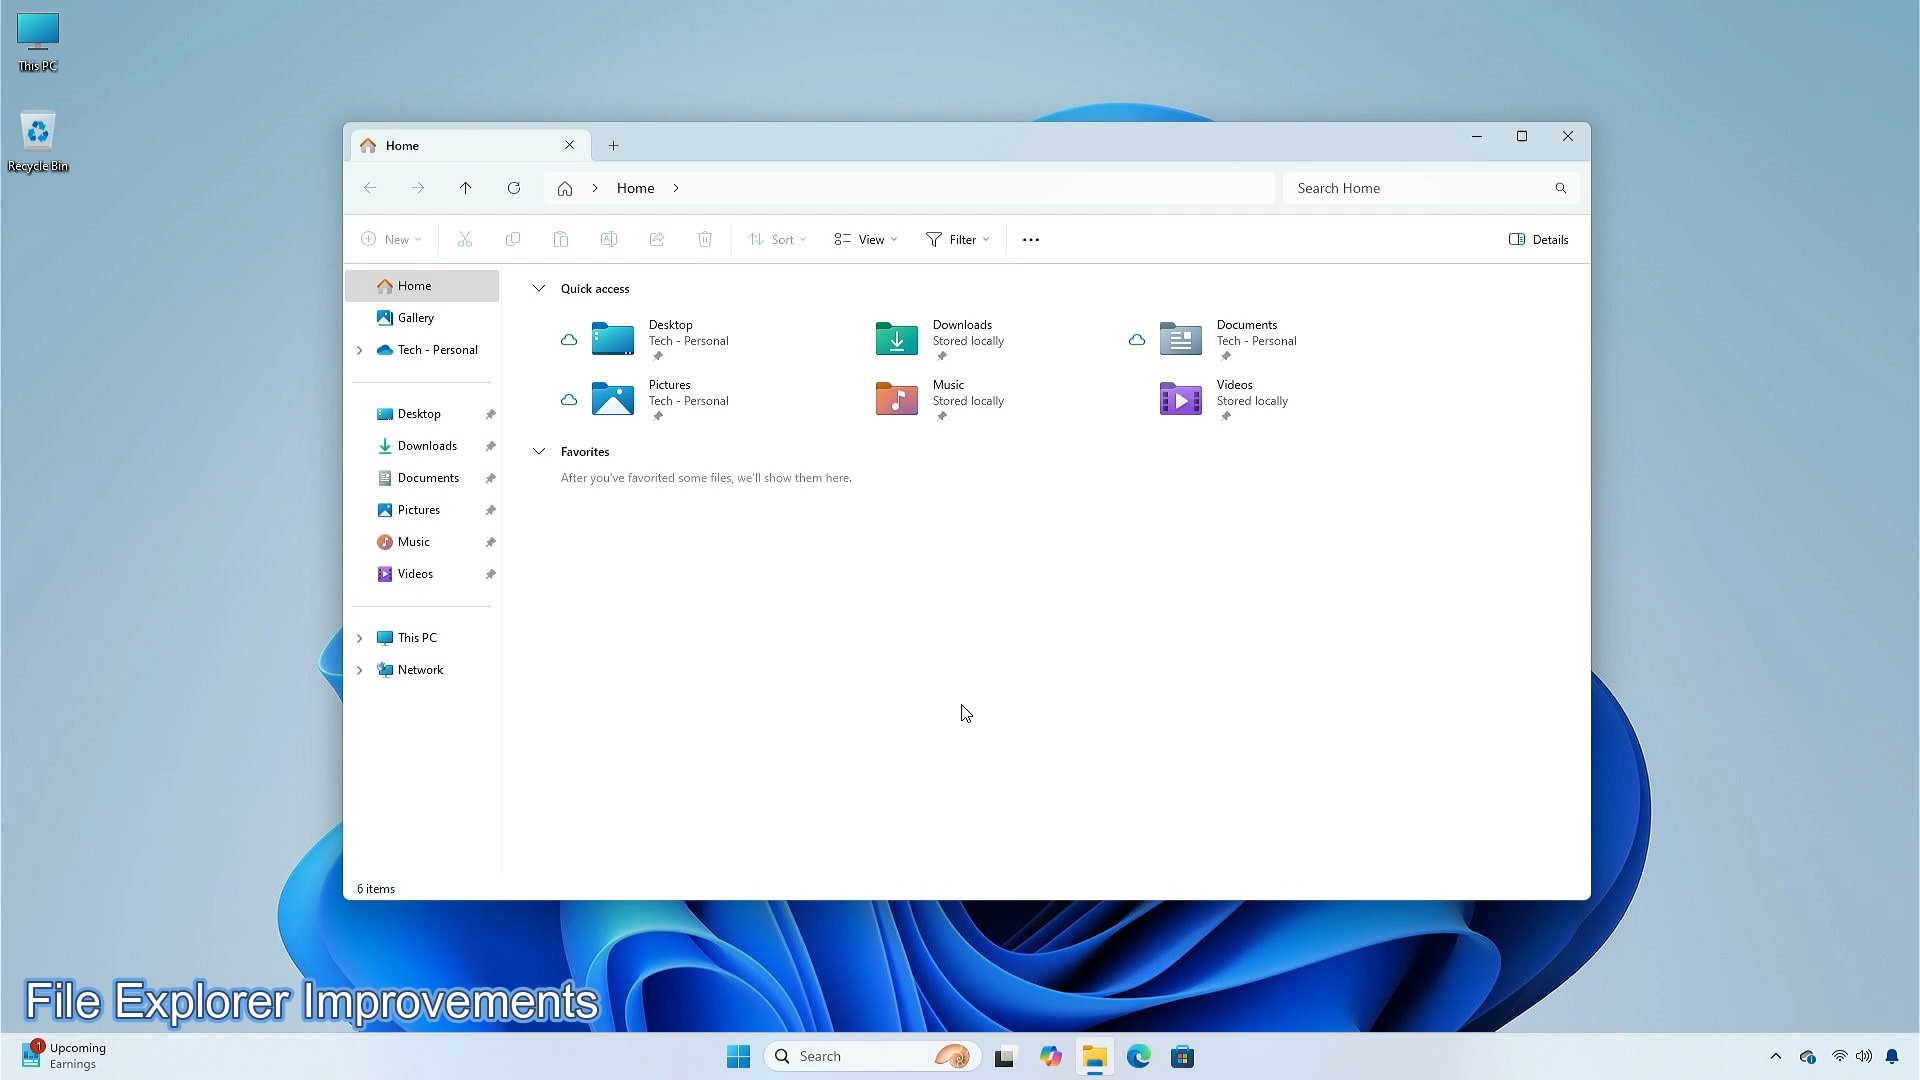 This PC
Recycle Bin
Home
Home
Search Home
New
Sort
View
Filter
Details
Home
Gallery
Tech - Personal
Desktop
Downloads
Documents
Pictures
Music
Videos
This PC
Network
Quick access
Desktop
Tech - Personal
Downloads
Stored locally
Documents
Tech - Personal
Pictures
Tech - Personal
Music
Stored locally
Videos
Stored locally
Favorites
After you've favorited some files, we'll show them here.
6 items
File Explorer Improvements
1
Upcoming
Earnings
Search